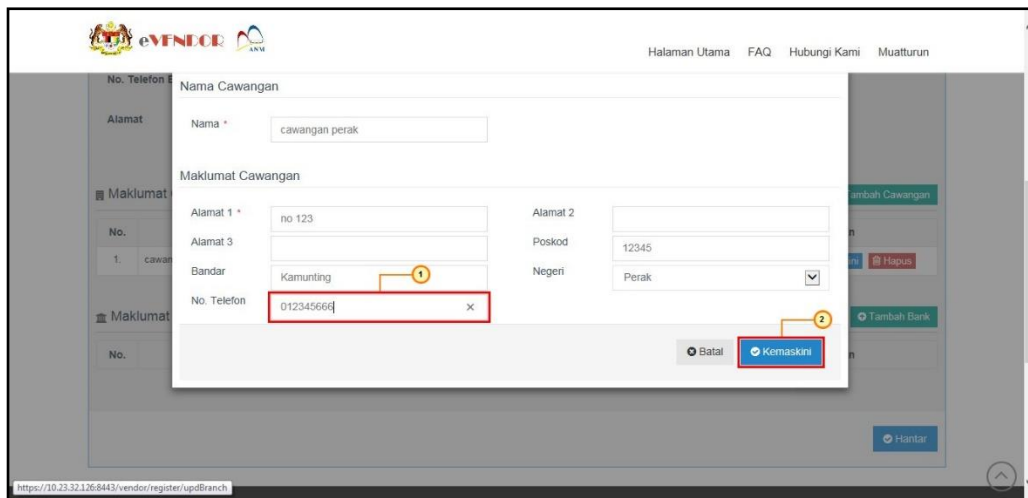 eVENDOR ANM
Halaman Utama FAQ Hubungi Kami Muatturun
No. Telefon
Nama Cawangan
Alamat
Nama * cawangan perak
Maklumat Cawangan
Maklumat
Tambah Cawangan
Alamat 1 * no 123 Alamat 2
No.
Alamat 3 Poskod 12345
1. Hapus
Bandar Kamunting 1 Negeri Perak
No. Telefon 012345666 ×
Maklumat 2 Tambah Bank
No. Batal Kemaskini
Hantar
https://10.23.32.126:8443/vendor/register/updBranch